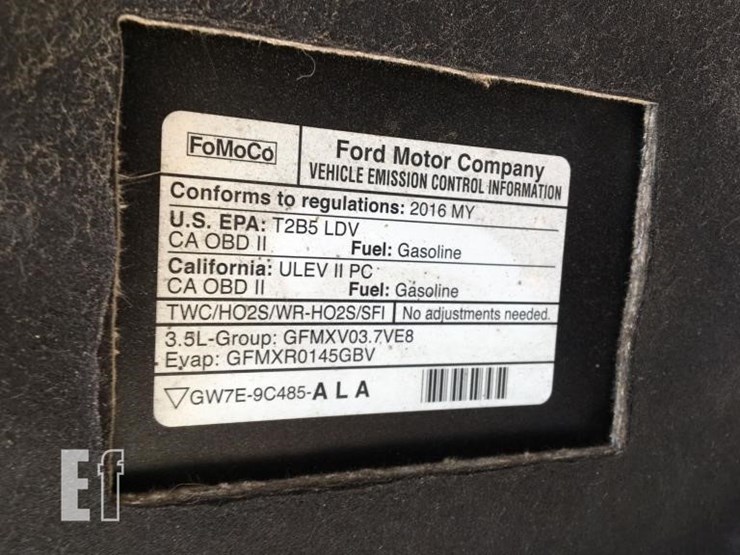 FoMoCo
Ford Motor Company
VEHICLE EMISSION CONTROL INFORMATION
Conforms to regulations: 2016 MY
U.S. EPA: T2B5 LDV
CA OBD II Fuel: Gasoline
California: ULEV II PC
CA OBD II Fuel: Gasoline
TWC/HO2S/WR-HO2S/SFI No adjustments needed.
3.5L-Group: GFMXV03.7VE8
Evap: GFMXR0145GBV
GW7E-9C485-ALA
Ef